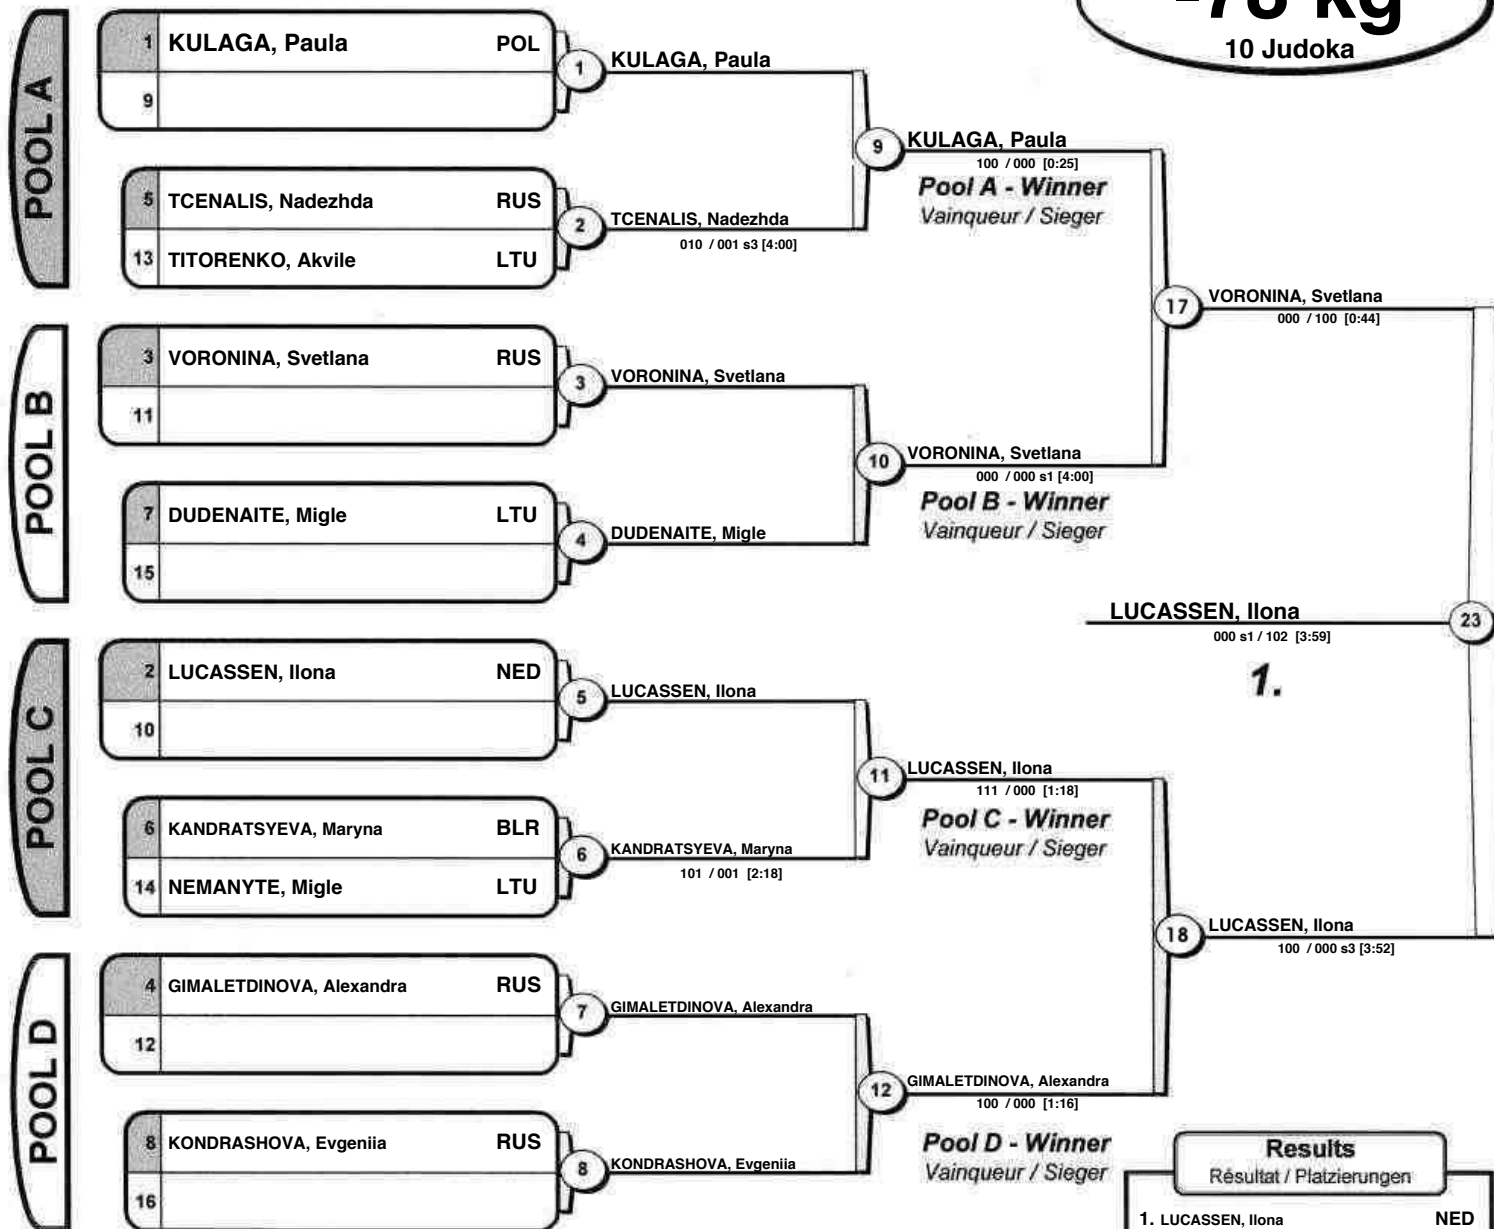 -78 kg
10 Judoka
POOL A
1 KULAGA, Paula POL
9
1 KULAGA, Paula
5 TCENALIS, Nadezhda RUS
13 TITORENKO, Akvile LTU
2 TCENALIS, Nadezhda
010 / 001 s3 [4:00]
9 KULAGA, Paula
100 / 000 [0:25]
Pool A - Winner
Vainqueur / Sieger
POOL B
3 VORONINA, Svetlana RUS
11
3 VORONINA, Svetlana
7 DUDENAITE, Migle LTU
15
4 DUDENAITE, Migle
10 VORONINA, Svetlana
000 / 000 s1 [4:00]
Pool B - Winner
Vainqueur / Sieger
17 VORONINA, Svetlana
000 / 100 [0:44]
LUCASSEN, Ilona 23
000 s1 / 102 [3:59]
1.
POOL C
2 LUCASSEN, Ilona NED
10
5 LUCASSEN, Ilona
6 KANDRATSYEVA, Maryna BLR
14 NEMANYTE, Migle LTU
6 KANDRATSYEVA, Maryna
101 / 001 [2:18]
11 LUCASSEN, Ilona
111 / 000 [1:18]
Pool C - Winner
Vainqueur / Sieger
18 LUCASSEN, Ilona
100 / 000 s3 [3:52]
POOL D
4 GIMALETDINOVA, Alexandra RUS
12
7 GIMALETDINOVA, Alexandra
8 KONDRASHOVA, Evgeniia RUS
16
8 KONDRASHOVA, Evgeniia
12 GIMALETDINOVA, Alexandra
100 / 000 [1:16]
Pool D - Winner
Vainqueur / Sieger
Results
Résultat / Platzierungen
1. LUCASSEN, Ilona NED